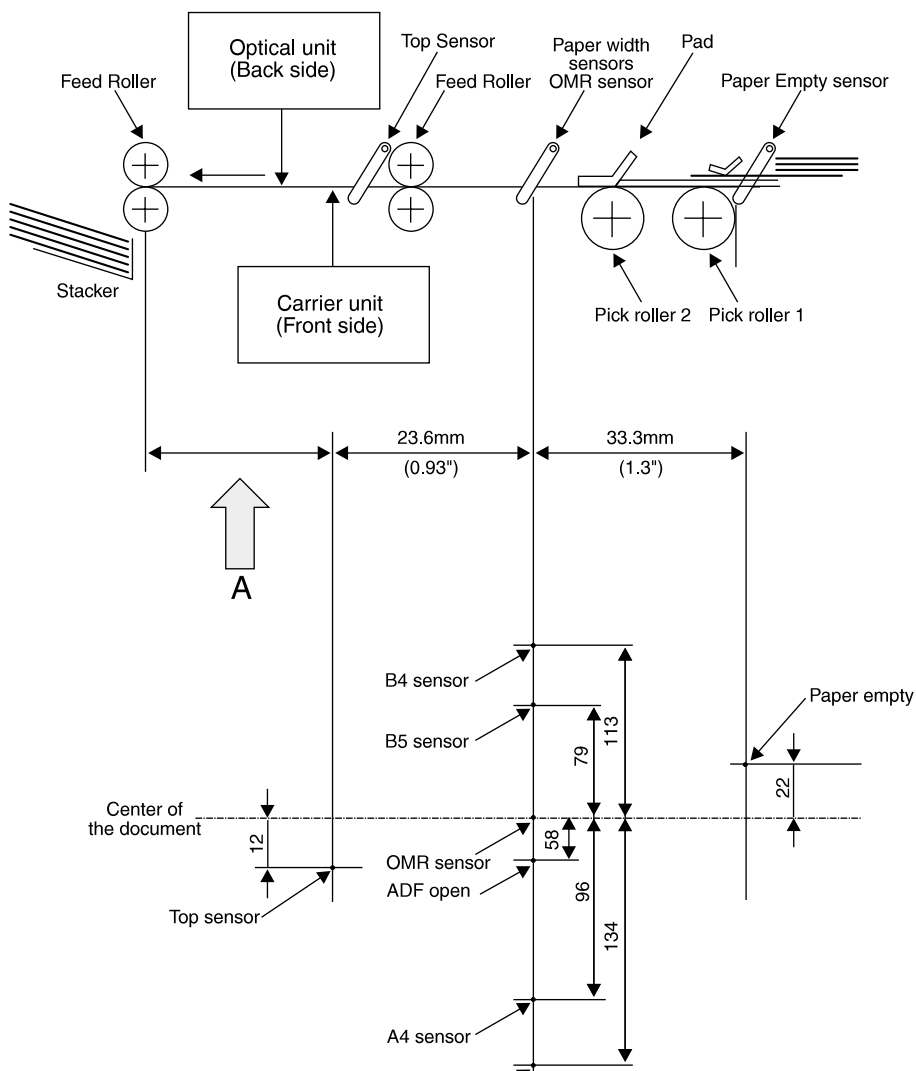 Optical unit
(Back side)
Top Sensor
Paper width
sensors
OMR sensor
Pad
Feed Roller
Feed Roller
Paper Empty sensor
Stacker
Carrier unit
(Front side)
Pick roller 2
Pick roller 1
23.6mm
(0.93")
33.3mm
(1.3")
A
B4 sensor
Paper empty
B5 sensor
79
113
22
Center of
the document
12
OMR sensor
58
ADF open
96
134
Top sensor
A4 sensor